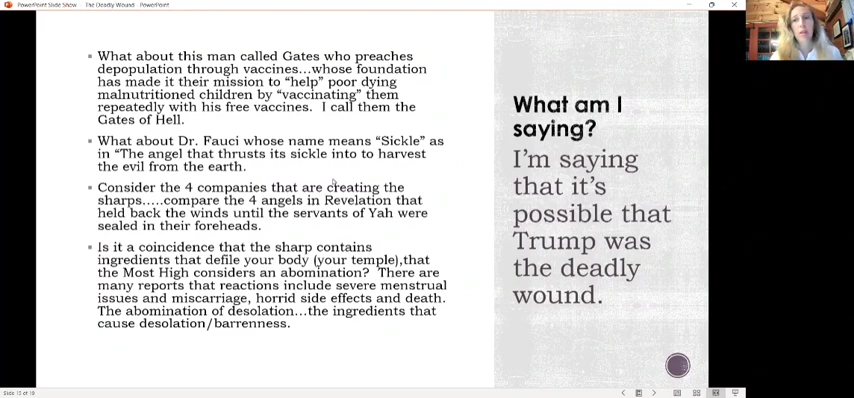 PowerPoint Slide Show - The Deadly Wound - PowerPoint
What about this man called Gates who preaches
depopulation through vaccines...whose foundation
has made it their mission to "help" poor dying
malnutritioned children by "vaccinating" them
repeatedly with his free vaccines. I call them the
Gates of Hell.
What about Dr. Fauci whose name means "Sickle" as
in "The angel that thrusts its sickle into to harvest
the evil from the earth.
Consider the 4 companies that are creating the
sharps.....compare the 4 angels in Revelation that
held back the winds until the servants of Yah were
sealed in their foreheads.
Is it a coincidence that the sharp contains
ingredients that defile your body (your temple),that
the Most High considers an abomination? There are
many reports that reactions include severe menstrual
issues and miscarriage, horrid side effects and death.
The abomination of desolation...the ingredients that
cause desolation/barrenness.
What am I
saying?
I'm saying
that it's
possible that
Trump was
the deadly
wound.
Slide 15 of 18